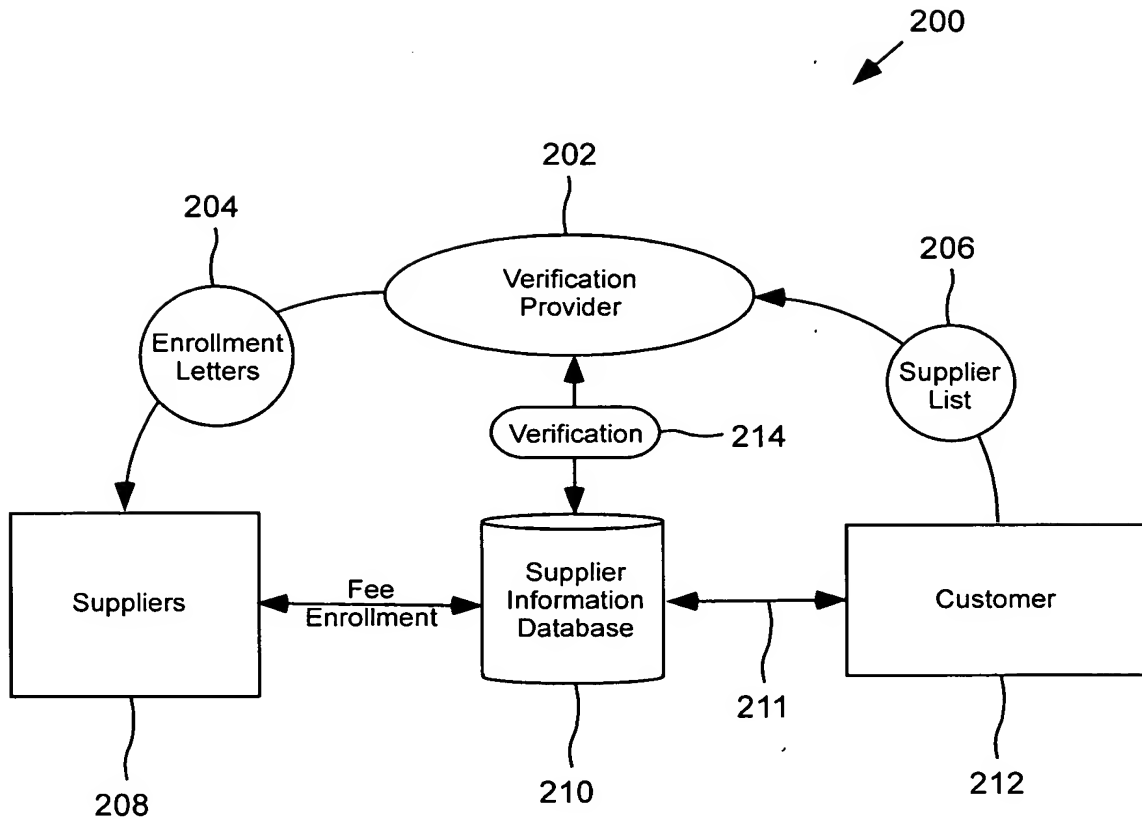 200
202
204
206
Verification
Provider
Enrollment
Letters
Supplier
List
Verification
214
Suppliers
Fee
Enrollment
Supplier
Information
Database
Customer
211
208
210
212